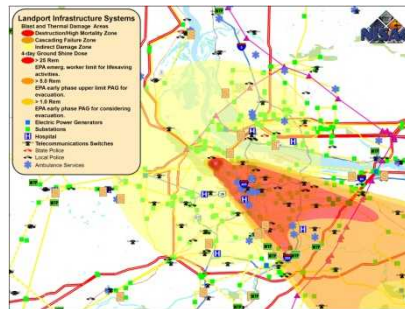 Landport Infrastructure Systems
Blast and Thermal Damage Areas
Destruction/High Mortality Zone
Cascading Failure Zone
Indirect Damage Zone
4-day Ground Shine Dose
> 25 Rem
EPA emerg. worker limit for lifesaving
activities.
> 5.0 Rem
EPA early phase upper limit PAG for
evacuation.
> 1.0 Rem
EPA early phase PAG for considering
evacuation.
Electric Power Generators
Substations
H Hospital
Telecommunications Switches
State Police
Local Police
Ambulance Services
NISAC
H
H
H
H